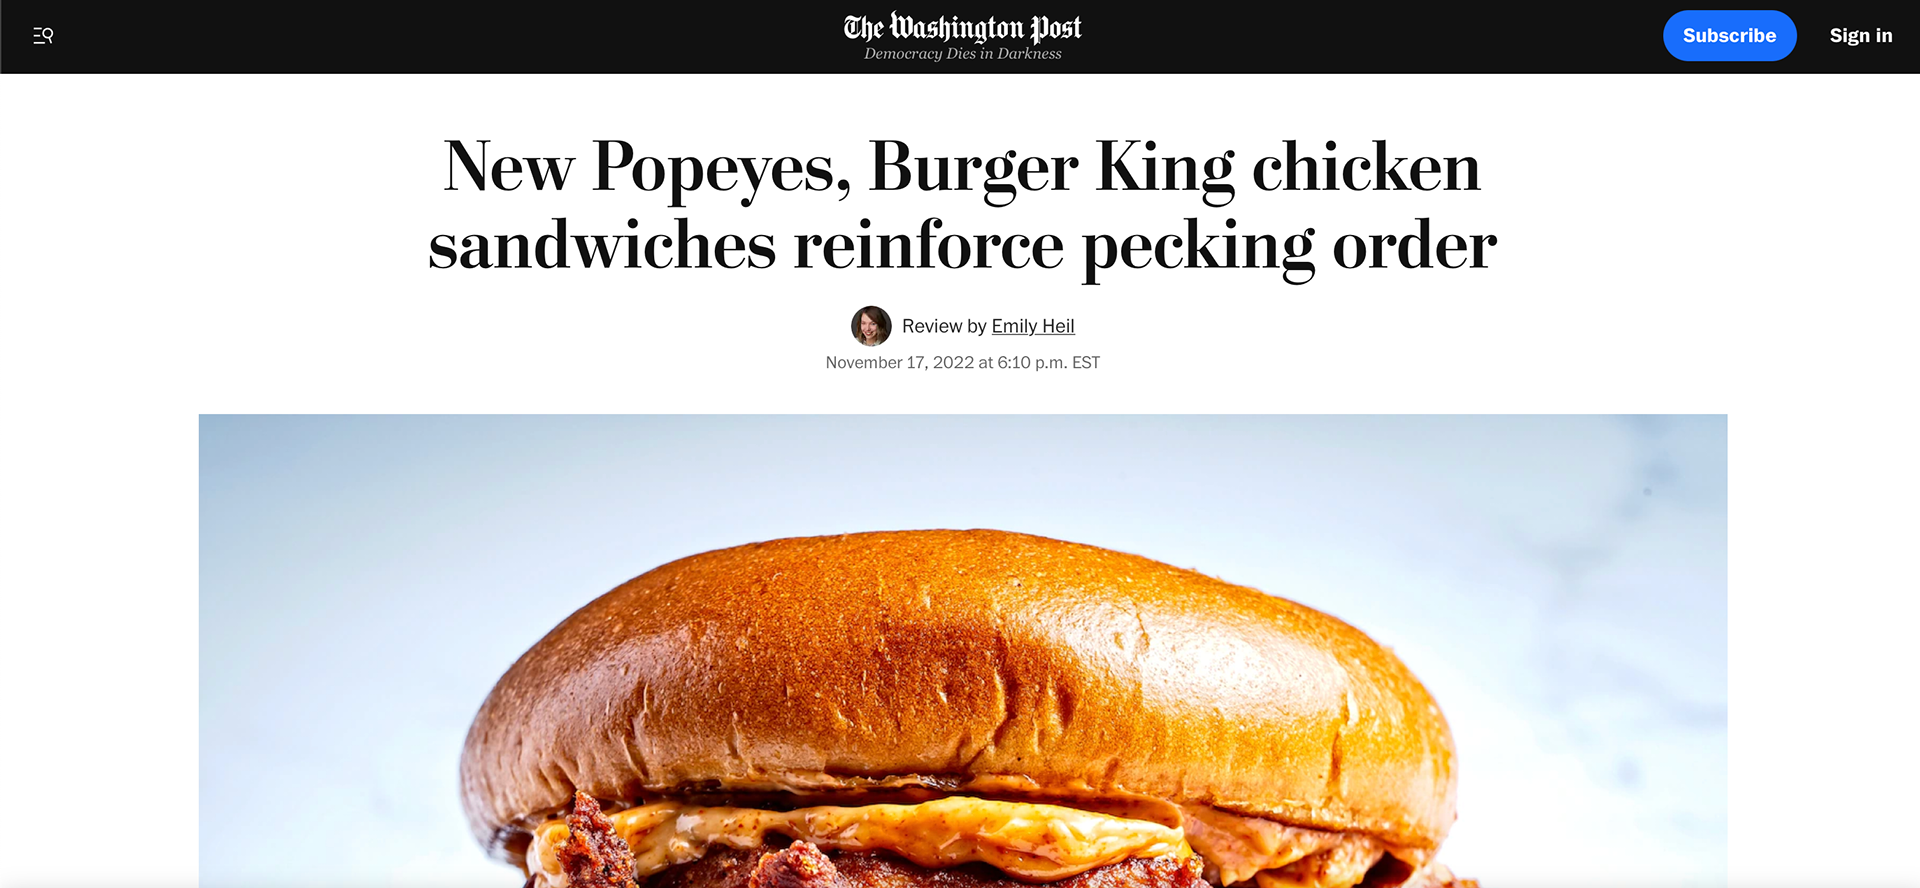 The Washington Post
Democracy Dies in Darkness
Subscribe
Sign in
New Popeyes, Burger King chicken
sandwiches reinforce pecking order
Review by Emily Heil
November 17, 2022 at 6:10 p.m. EST